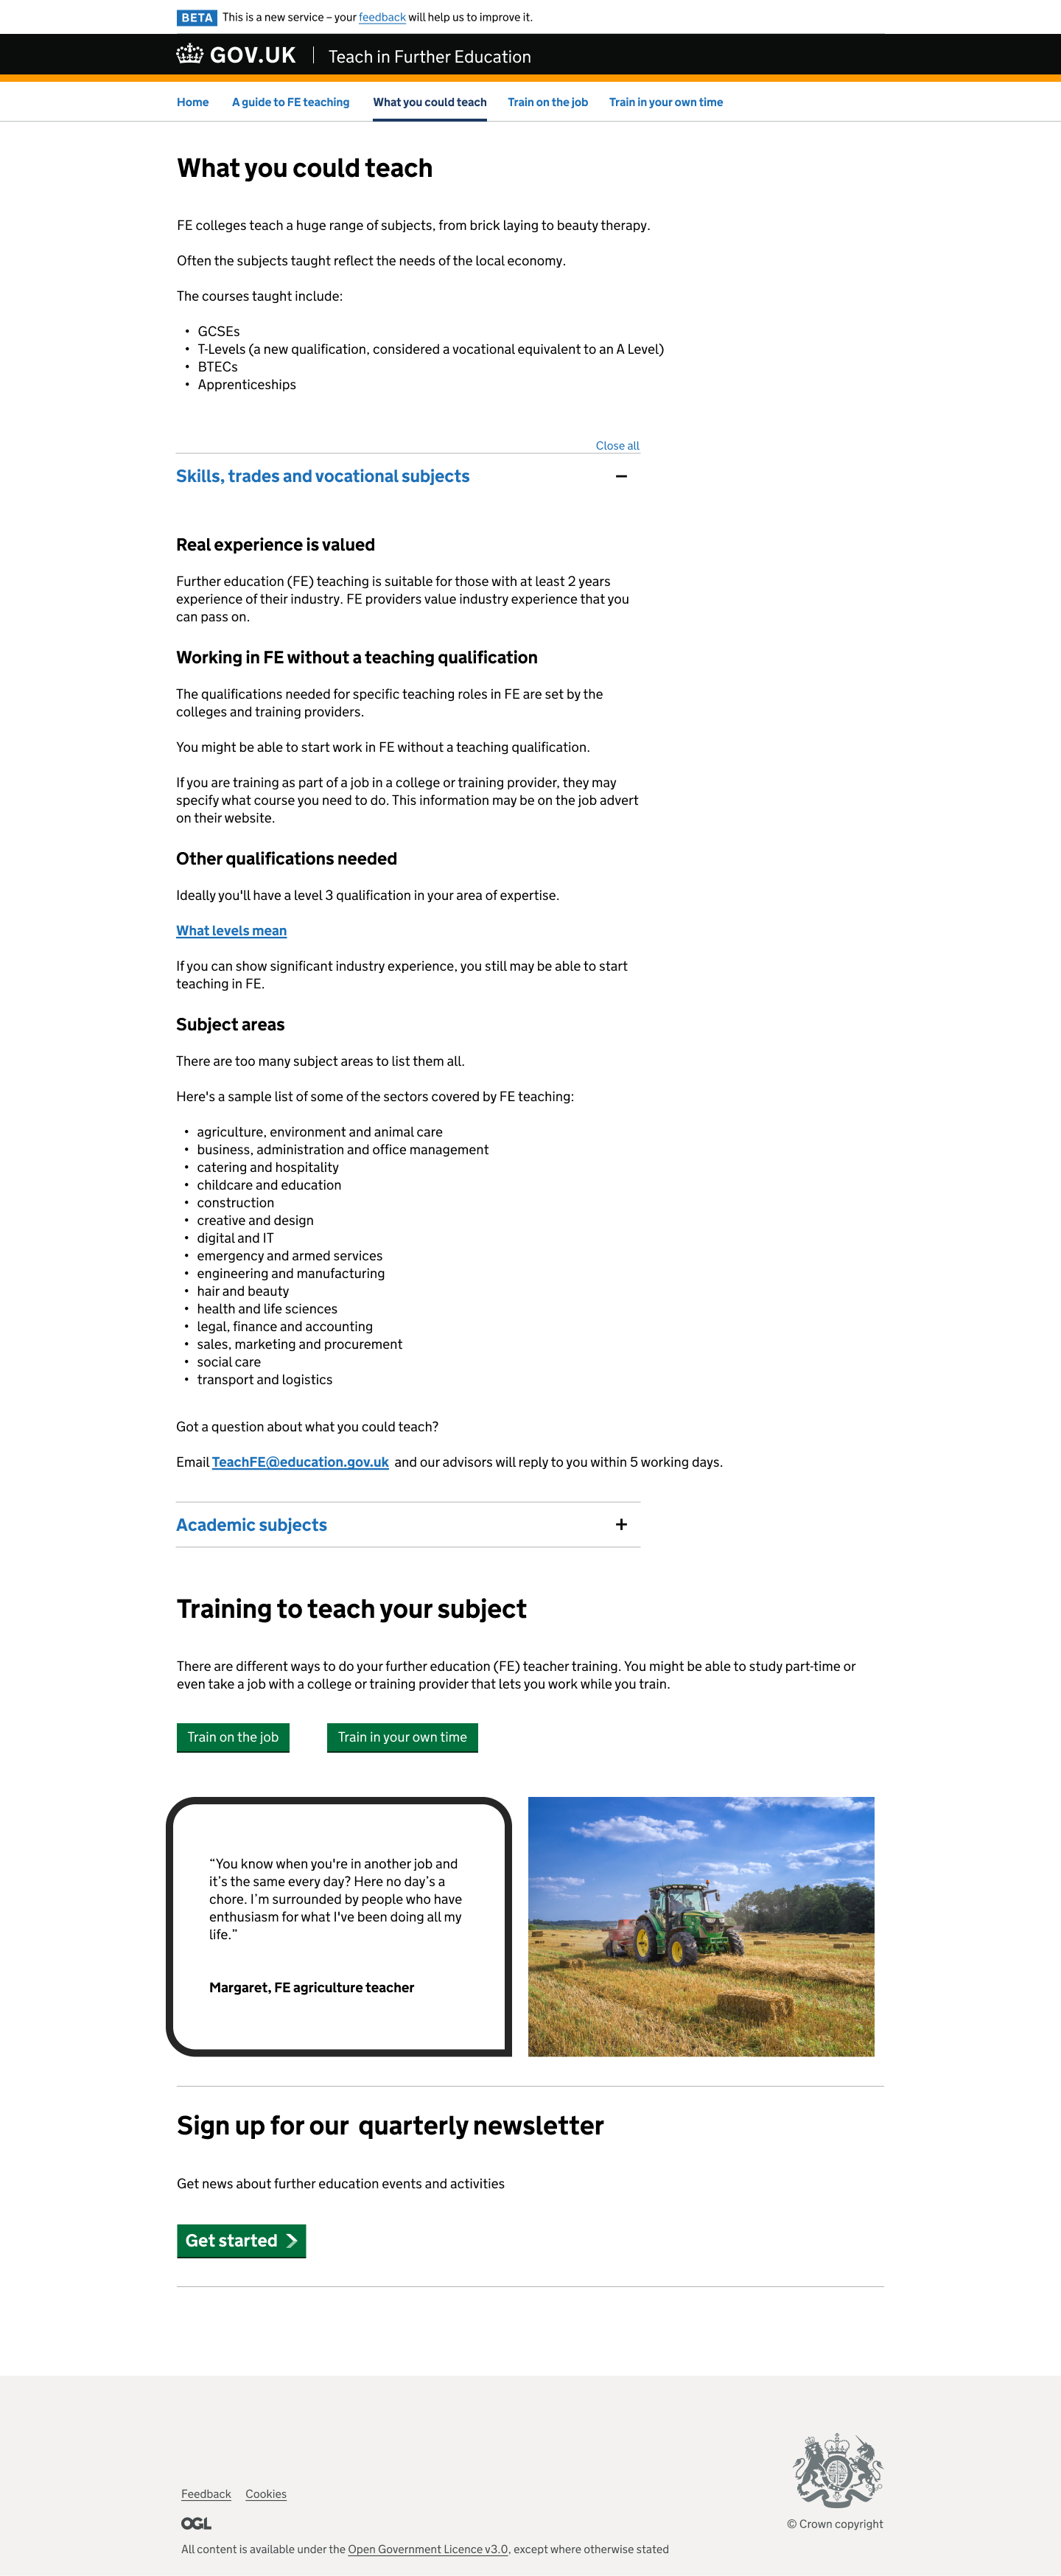 BETA This is a new service – your feedback will help us to improve it.
GOV.UK Teach in Further Education
Home A guide to FE teaching What you could teach Train on the job Train in your own time
What you could teach
FE colleges teach a huge range of subjects, from brick laying to beauty therapy.
Often the subjects taught reflect the needs of the local economy.
The courses taught include:
• GCSEs
• T-Levels (a new qualification, considered a vocational equivalent to an A Level)
• BTECs
• Apprenticeships
Close all
Skills, trades and vocational subjects −
Real experience is valued
Further education (FE) teaching is suitable for those with at least 2 years
experience of their industry. FE providers value industry experience that you
can pass on.
Working in FE without a teaching qualification
The qualifications needed for specific teaching roles in FE are set by the
colleges and training providers.
You might be able to start work in FE without a teaching qualification.
If you are training as part of a job in a college or training provider, they may
specify what course you need to do. This information may be on the job advert
on their website.
Other qualifications needed
Ideally you'll have a level 3 qualification in your area of expertise.
What levels mean
If you can show significant industry experience, you still may be able to start
teaching in FE.
Subject areas
There are too many subject areas to list them all.
Here's a sample list of some of the sectors covered by FE teaching:
• agriculture, environment and animal care
• business, administration and office management
• catering and hospitality
• childcare and education
• construction
• creative and design
• digital and IT
• emergency and armed services
• engineering and manufacturing
• hair and beauty
• health and life sciences
• legal, finance and accounting
• sales, marketing and procurement
• social care
• transport and logistics
Got a question about what you could teach?
Email TeachFE@education.gov.uk and our advisors will reply to you within 5 working days.
Academic subjects +
Training to teach your subject
There are different ways to do your further education (FE) teacher training. You might be able to study part-time or
even take a job with a college or training provider that lets you work while you train.
Train on the job Train in your own time
“You know when you're in another job and
it’s the same every day? Here no day’s a
chore. I’m surrounded by people who have
enthusiasm for what I've been doing all my
life.”
Margaret, FE agriculture teacher
Sign up for our quarterly newsletter
Get news about further education events and activities
Get started
Feedback Cookies
OGL
© Crown copyright
All content is available under the Open Government Licence v3.0, except where otherwise stated